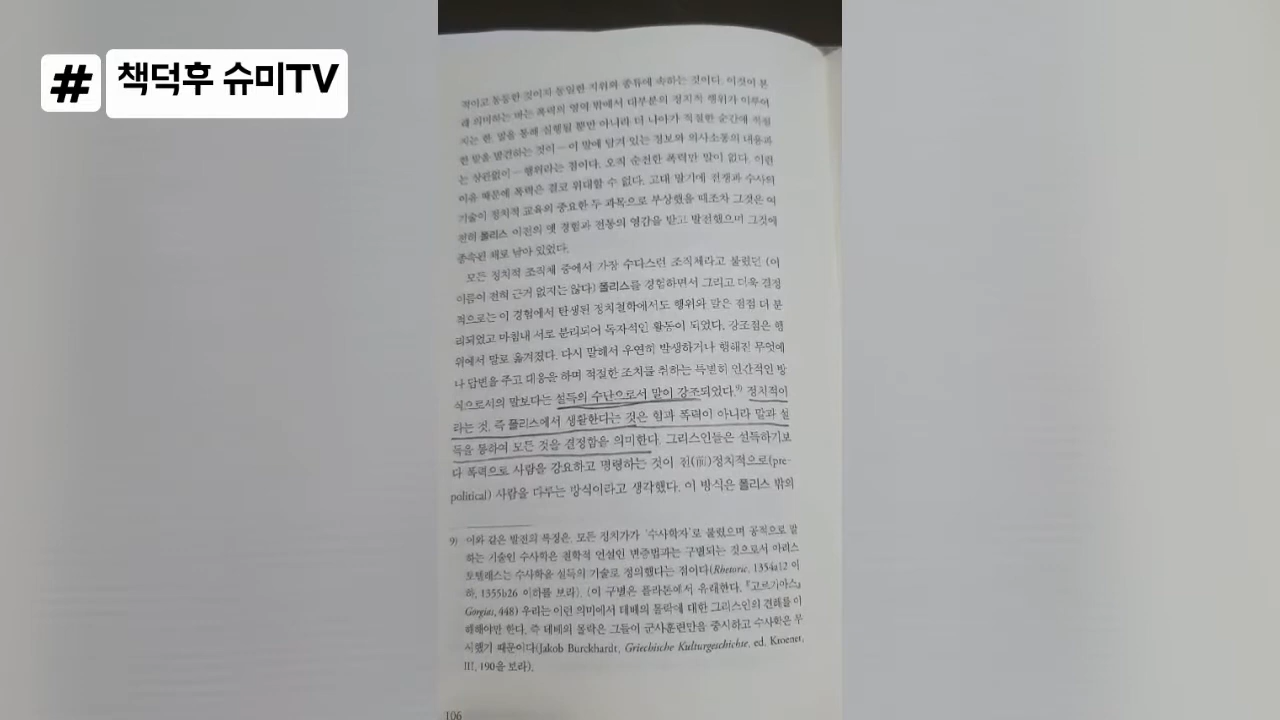 # 책덕후 슈미TV
적이고 동등한 것이자 동일한 지위와 종류에 속하는 것이다. 이것이 본
래 의미하는 바는 폭력의 영역 밖에서 대부분의 정치적 행위가 이루어
지는 한, 말을 통해 실행될 뿐만 아니라 더 나아가 적절한 순간에 적절
한 말을 발견하는 것이—이 말에 담겨 있는 정보와 의사소통의 내용과
는 상관없이—행위라는 점이다. 오직 순전한 폭력만 말이 없다. 이런
이유 때문에 폭력은 결코 위대할 수 없다. 고대 말기에 전쟁과 수사의
기술이 정치적 교육의 중요한 두 과목으로 부상했을 때조차 그것은 여
전히 폴리스 이전의 옛 경험과 전통의 영감을 받고 발전했으며 그것에
종속된 채로 남아 있었다.
모든 정치적 조직체 중에서 가장 수다스런 조직체라고 불렸던 (이
이름이 전혀 근거 없지는 않다) 폴리스를 경험하면서 그리고 더욱 결정
적으로는 이 경험에서 탄생된 정치철학에서도 행위와 말은 점점 더 분
리되었고 마침내 서로 분리되어 독자적인 활동이 되었다. 강조점은 행
위에서 말로 옮겨졌다. 다시 말해서 우연히 발생하거나 행해진 무엇에
나 답변을 주고 대응을 하며 적절한 조치를 취하는 특별히 인간적인 방
식으로서의 말보다는 설득의 수단으로서 말이 강조되었다.9) 정치적이
라는 것, 즉 폴리스에서 생활한다는 것은 힘과 폭력이 아니라 말과 설
득을 통하여 모든 것을 결정함을 의미한다. 그리스인들은 설득하기보
다 폭력으로 사람을 강요하고 명령하는 것이 전(前)정치적으로(pre-
political) 사람을 다루는 방식이라고 생각했다. 이 방식은 폴리스 밖의
9) 이와 같은 발전의 특징은, 모든 정치가가 '수사학자'로 불렸으며 공적으로 말
하는 기술인 수사학은 철학적 연설인 변증법과는 구별되는 것으로서 아리스
토텔레스는 수사학을 설득의 기술로 정의했다는 점이다(Rhetoric, 1354a12 이
하, 1355b26 이하를 보라). (이 구별은 플라톤에서 유래한다. 『고르기아스』
Gorgias, 448) 우리는 이런 의미에서 테베의 몰락에 대한 그리스인의 견해를 이
해해야만 한다. 즉 테베의 몰락은 그들이 군사훈련만을 중시하고 수사학은 무
시했기 때문이다(Jakob Burckhardt, Griechische Kulturgeschichte, ed. Kroener,
III, 190을 보라).
106